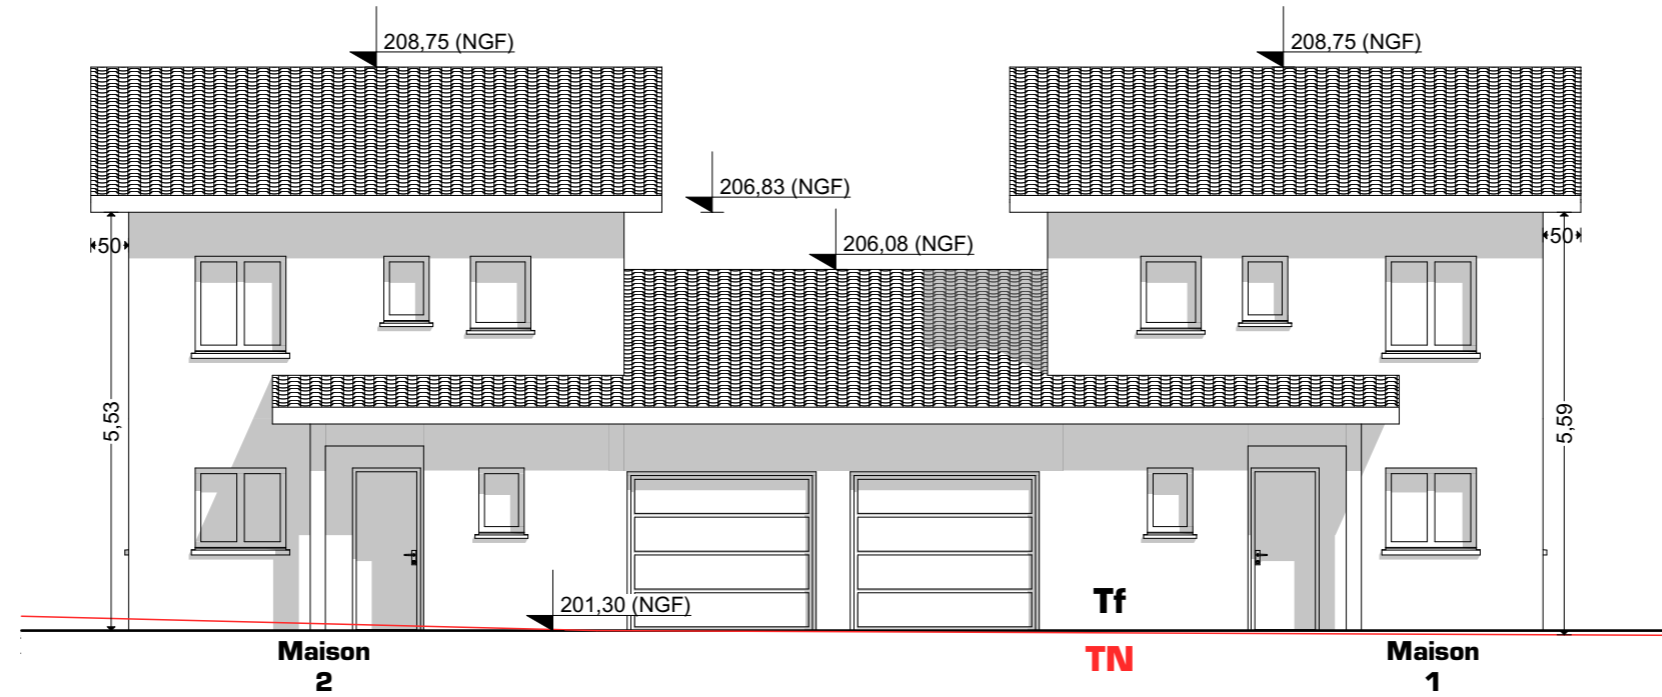 208,75 (NGF)
208,75 (NGF)
206,83 (NGF)
206,08 (NGF)
50
50
5,53
5,59
201,30 (NGF)
Tf
TN
Maison
2
Maison
1